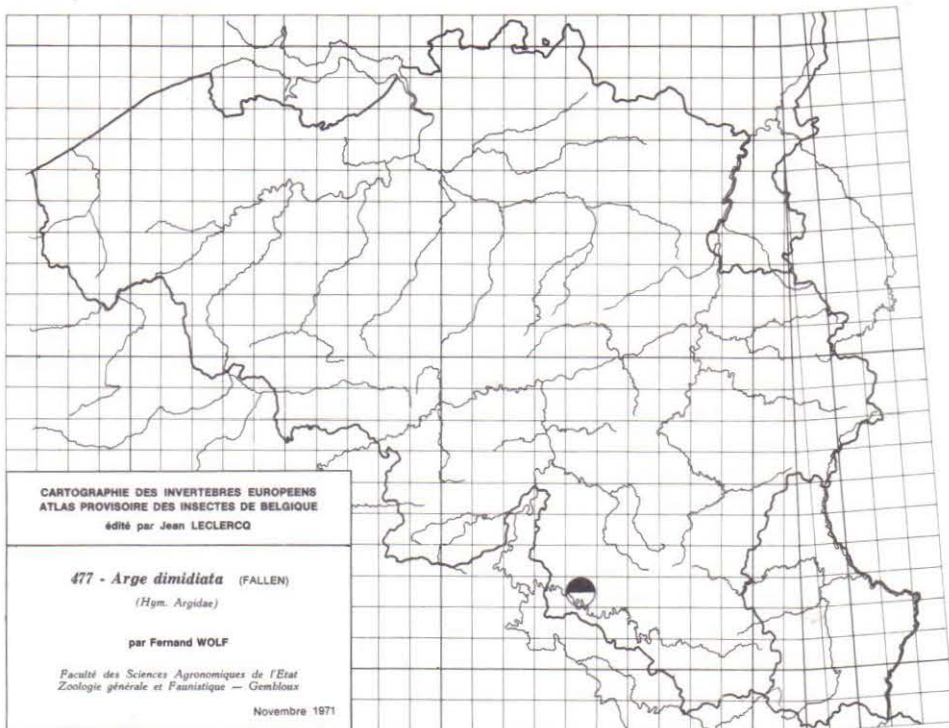 CARTOGRAPHIE DES INVERTEBRES EUROPEENS
ATLAS PROVISOIRE DES INSECTES DE BELGIQUE
édité par Jean LECLERCQ
477 - Arge dimidiata (FALLEN)
(Hym. Argidae)
par Fernand WOLF
Faculté des Sciences Agronomiques de l'Etat
Zoologie générale et Faunistique — Gembloux
Novembre 1971